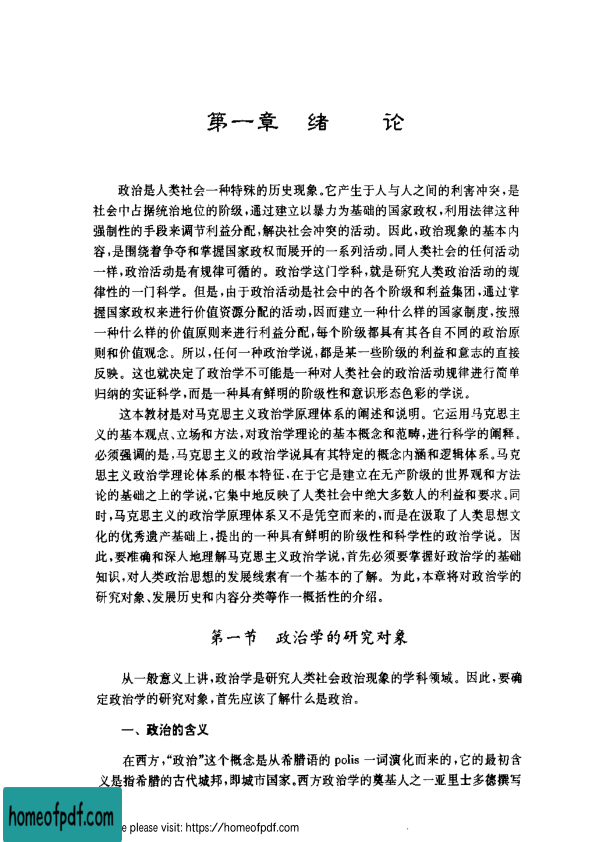 第一章 绪 论
政治是人类社会一种特殊的历史现象。它产生于人与人之间的利害冲突,是
社会中占据统治地位的阶级,通过建立以暴力为基础的国家政权,利用法律这种
强制性的手段来调节利益分配,解决社会冲突的活动。因此,政治现象的基本内
容,是围绕着争夺和掌握国家政权而展开的一系列活动。同人类社会的任何活动
一样,政治活动是有规律可循的。政治学这门学科,就是研究人类政治活动的规
律性的一门科学。但是,由于政治活动是社会中的各个阶级和利益集团,通过掌
握国家政权来进行价值资源分配的活动,因而建立一种什么样的国家制度,按照
一种什么样的价值原则来进行利益分配,每个阶级都具有其各自不同的政治原
则和价值观念。所以,任何一种政治学说,都是某一些阶级的利益和意志的直接
反映。这也就决定了政治学不可能是一种对人类社会的政治活动规律进行简单
归纳的实证科学,而是一种具有鲜明的阶级性和意识形态色彩的学说。
这本教材是对马克思主义政治学原理体系的阐述和说明。它运用马克思主
义的基本观点、立场和方法,对政治学理论的基本概念和范畴,进行科学的阐释。
必须强调的是,马克思主义的政治学说具有其特定的概念内涵和逻辑体系。马克
思主义政治学理论体系的根本特征,在于它是建立在无产阶级的世界观和方法
论的基础之上的学说,它集中地反映了人类社会中绝大多数人的利益和要求。同
时,马克思主义的政治学原理体系又不是凭空而来的,而是在汲取了人类思想文
化的优秀遗产基础上,提出的一种具有鲜明的阶级性和科学性的政治学说。因
此,要准确和深入地理解马克思主义政治学说,首先必须要掌握好政治学的基础
知识,对人类政治思想的发展线索有一个基本的了解。为此,本章将对政治学的
研究对象、发展历史和内容分类等作一概括性的介绍。
第一节 政治学的研究对象
从一般意义上讲,政治学是研究人类社会政治现象的学科领域。因此,要确
定政治学的研究对象,首先应该了解什么是政治。
一、政治的含义
在西方,“政治”这个概念是从希腊语的 polis 一词演化而来的,它的最初含
义是指希腊的古代城邦,即城市国家。西方政治学的奠基人之一亚里士多德撰写
homeofpdf.com
e please visit: https://homeofpdf.com